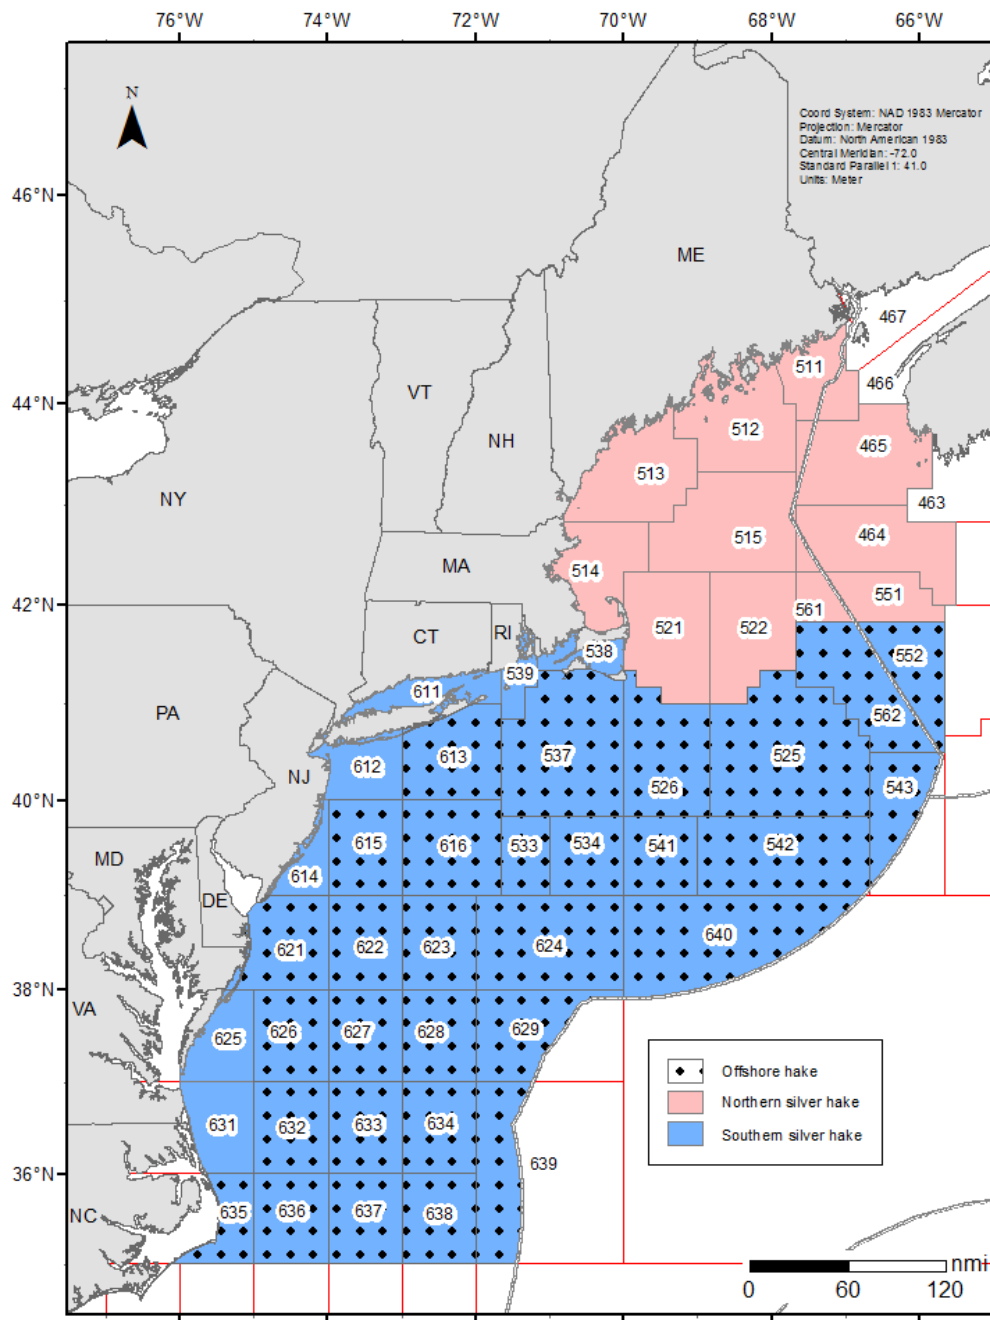 76°W 74°W 72°W 70°W 68°W 66°W
N
Coord System: NAD 1983 Mercator
Projection: Mercator
Datum: North American 1983
Central Meridian: -72.0
Standard Parallel 1: 41.0
Units: Meter
46°N
ME
467
511
466
VT
44°N
512
NH
465
513
NY
463
515
464
MA
514
551
561
42°N
CT
RI
521
522
538
552
539
611
PA
562
613
537
525
612
NJ
526
543
40°N
615
616
533
534
541
542
MD
614
DE
640
621
622
623
624
38°N
VA
625
626
627
628
629
Offshore hake
Northern silver hake
631
632
633
634
Southern silver hake
639
36°N
NC
635
636
637
638
nmi
0 60 120